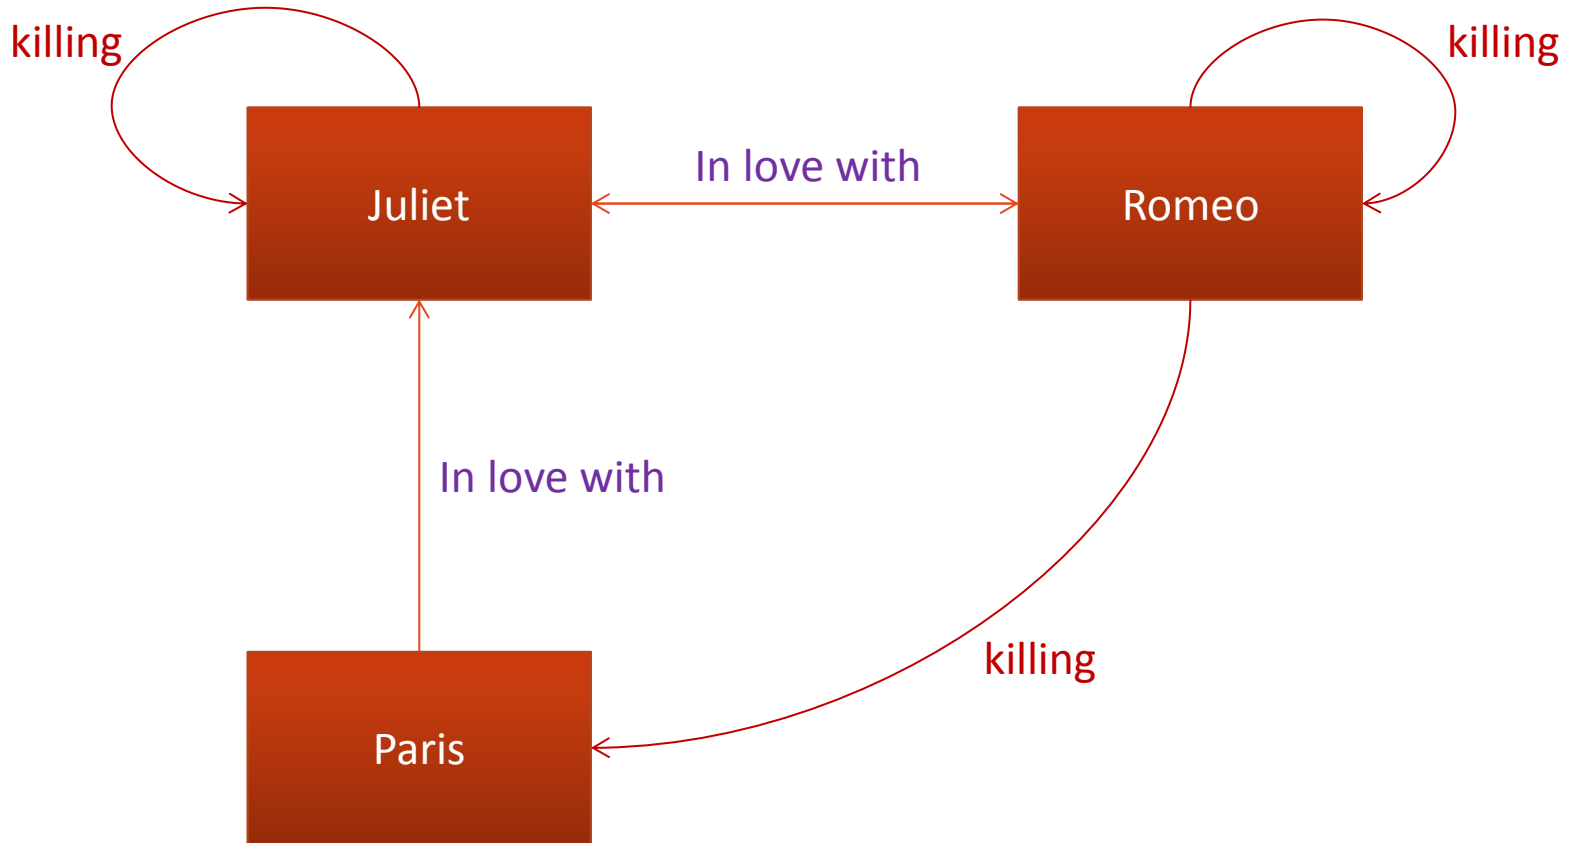 killing
killing
In love with
Juliet
Romeo
In love with
killing
Paris